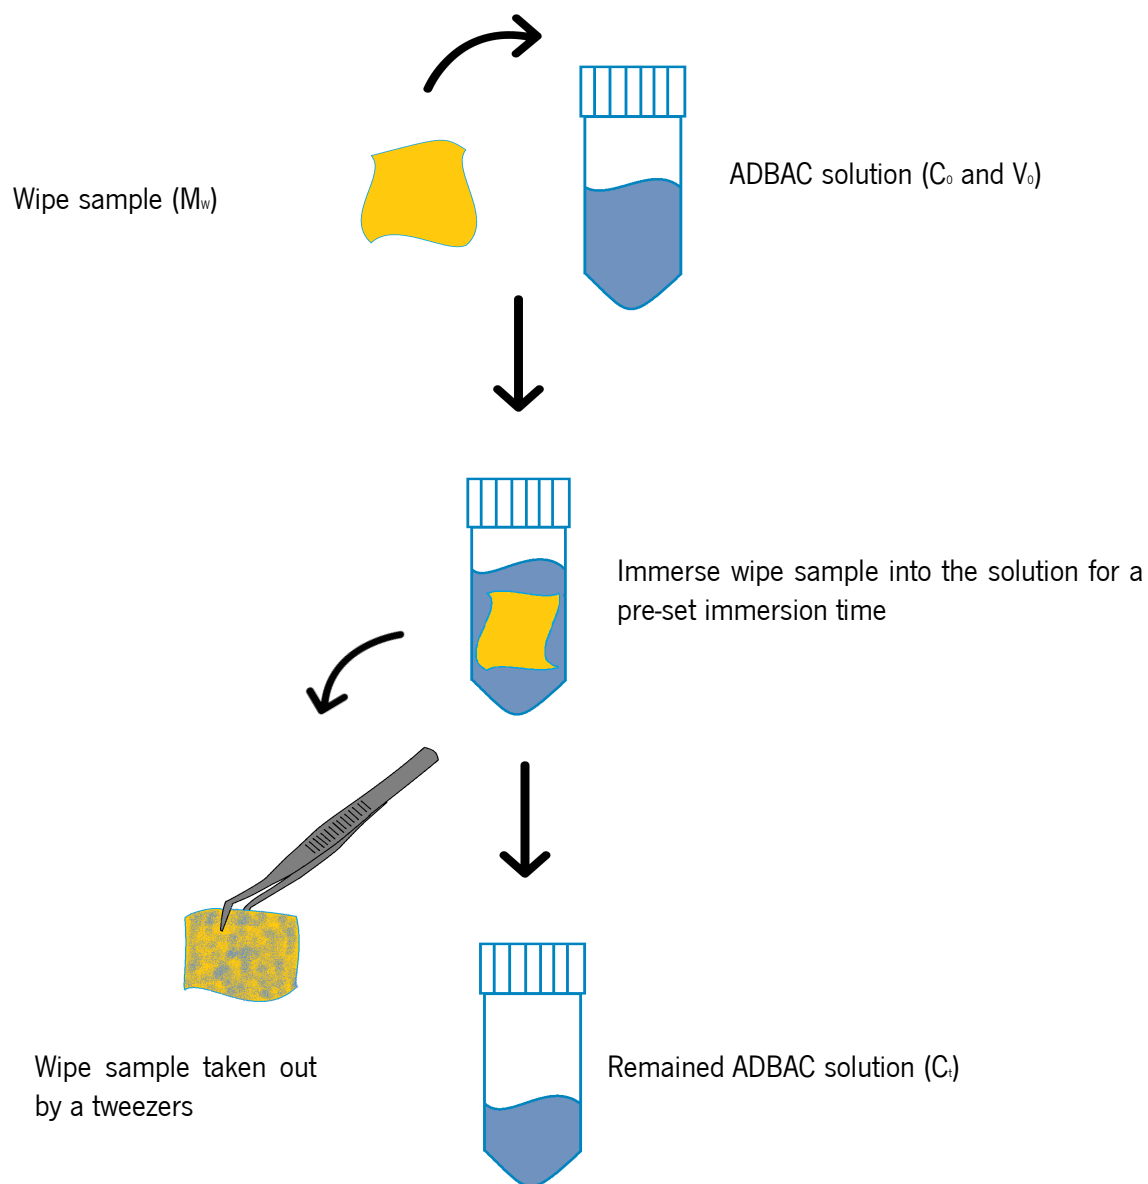 Wipe sample (Mw)
ADBAC solution (C₀ and V₀)
Immerse wipe sample into the solution for a
pre-set immersion time
Wipe sample taken out
by a tweezers
Remained ADBAC solution (Cₜ)